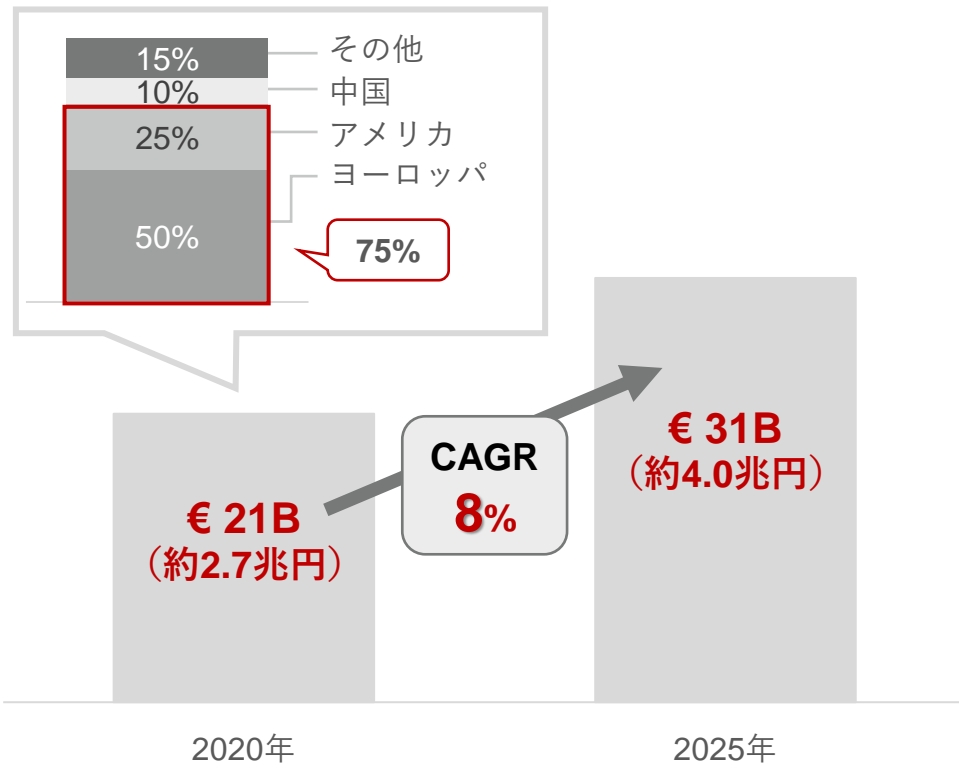 15%
その他
10%
中国
25%
アメリカ
ヨーロッパ
50%
75%
€ 31B
（約4.0兆円）
CAGR
8%
€ 21B
（約2.7兆円）
2020年
2025年